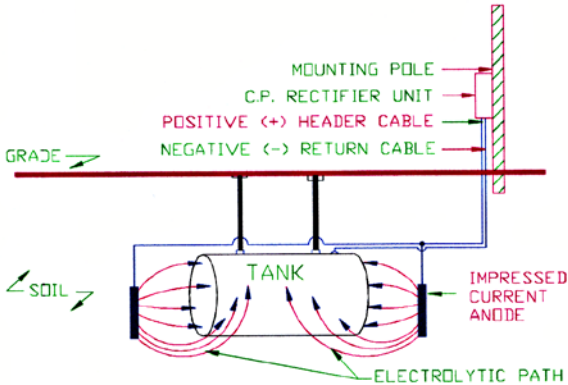 MOUNTING POLE
C.P. RECTIFIER UNIT
POSITIVE (+) HEADER CABLE
GRADE
NEGATIVE (-) RETURN CABLE
TANK
SOIL
IMPRESSED
CURRENT
ANODE
ELECTROLYTIC PATH